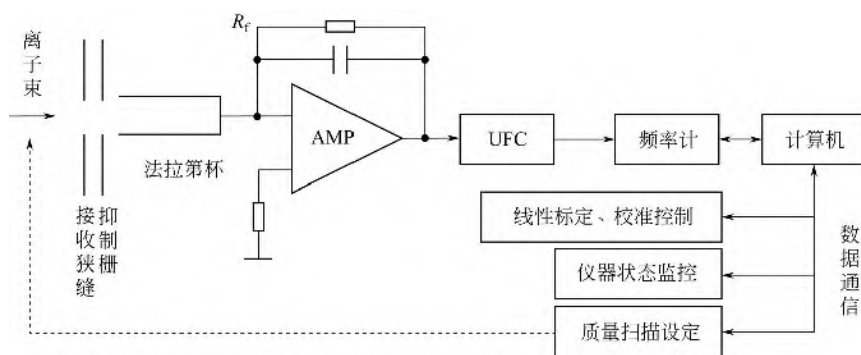 离子束
接收狭缝
抑制栅
法拉第杯
Rf
AMP
UFC
频率计
计算机
线性标定、校准控制
仪器状态监控
质量扫描设定
数据通信